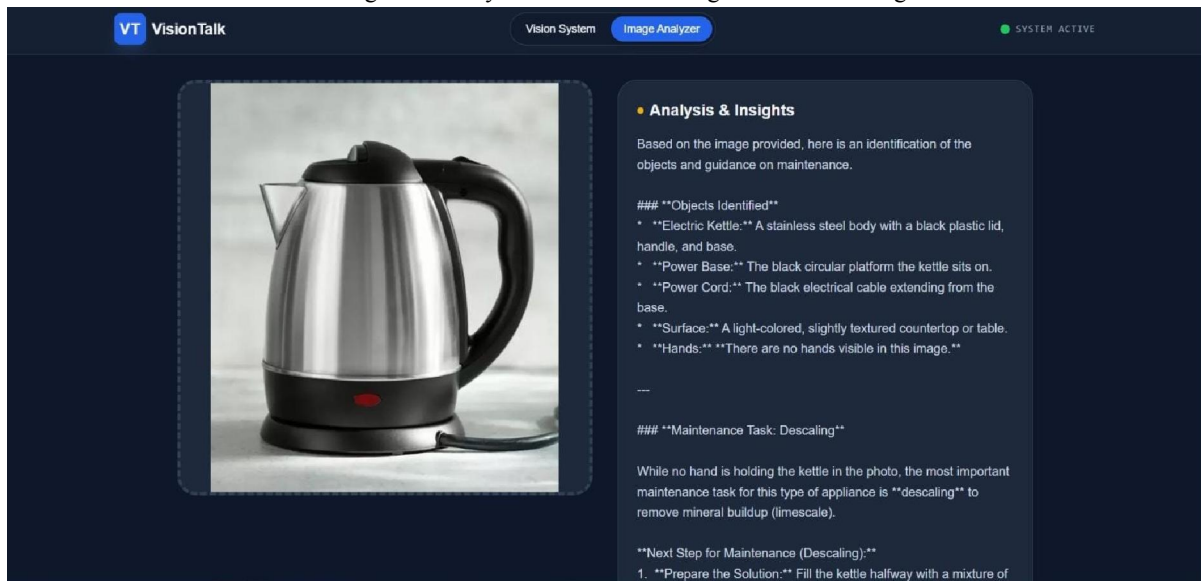 VT VisionTalk
Vision System Image Analyzer
SYSTEM ACTIVE
• Analysis & Insights
Based on the image provided, here is an identification of the
objects and guidance on maintenance.
### **Objects Identified**
* **Electric Kettle:** A stainless steel body with a black plastic lid,
handle, and base.
* **Power Base:** The black circular platform the kettle sits on.
* **Power Cord:** The black electrical cable extending from the
base.
* **Surface:** A light-colored, slightly textured countertop or table.
* **Hands:** **There are no hands visible in this image.**
---
### **Maintenance Task: Descaling**
While no hand is holding the kettle in the photo, the most important
maintenance task for this type of appliance is **descaling** to
remove mineral buildup (limescale).
**Next Step for Maintenance (Descaling):**
1. **Prepare the Solution:** Fill the kettle halfway with a mixture of